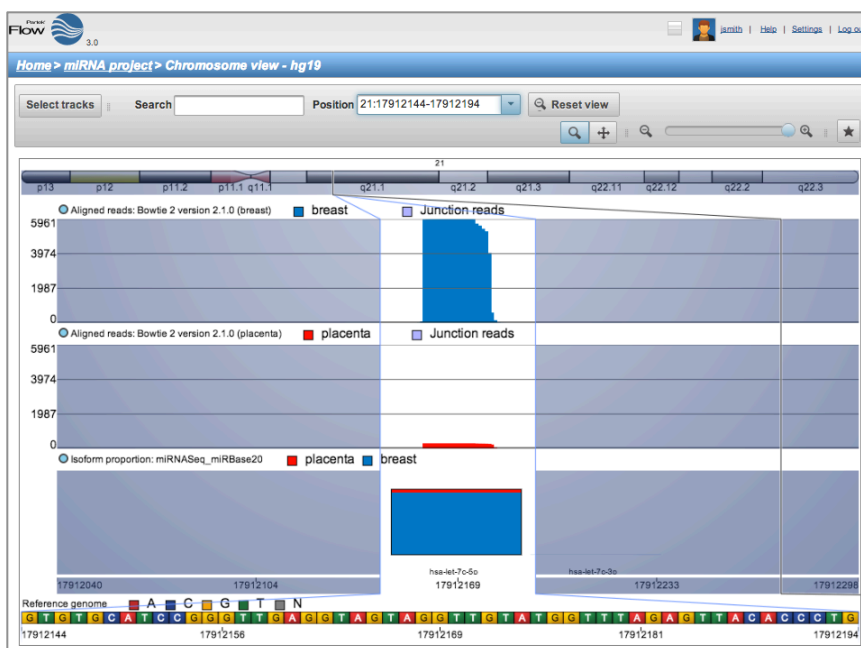 Partek
Flow
3.0
jsmith | Help | Settings | Log ou
Home > miRNA project > Chromosome view - hg19
Select tracks Search Position 21:17912144-17912194 Reset view
21
p13 p12 p11.2 p11.1 q11.1 q21.1 q21.2 q21.3 q22.11 q22.12 q22.2 q22.3
Aligned reads: Bowtie 2 version 2.1.0 (breast) breast Junction reads
5961
3974
1987
0
Aligned reads: Bowtie 2 version 2.1.0 (placenta) placenta Junction reads
5961
3974
1987
0
Isoform proportion: miRNASeq_miRBase20 placenta breast
hsa-let-7c-5p hsa-let-7c-3p
17912040 17912104 17912169 17912233 17912298
Reference genome A C G T N
G T G T G C A T C C G G G T T G A G G T A G T A G G T T G T A T G G T T T A G A G T T A C A C C C T G
17912144 17912156 17912169 17912181 17912194